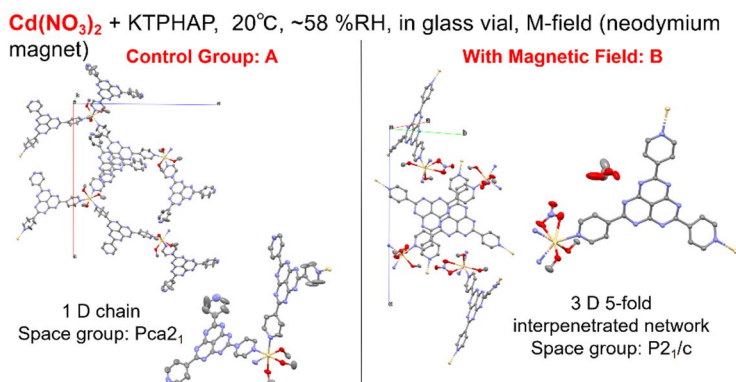 Cd(NO₃)₂ + KTPHAP, 20℃, ~58 %RH, in glass vial, M-field (neodymium
magnet)
Control Group: A
1 D chain
Space group: Pca2₁
With Magnetic Field: B
3 D 5-fold
interpenetrated network
Space group: P2₁/c